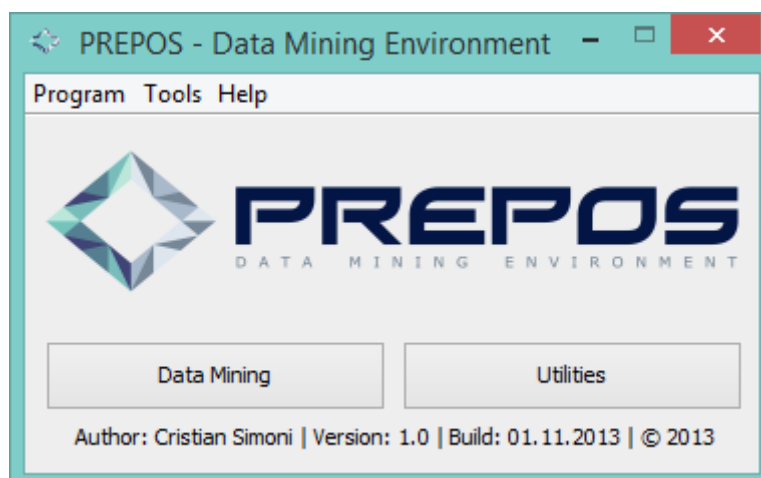 PREPOS - Data Mining Environment
Program Tools Help
PREPOS
DATA MINING ENVIRONMENT
Data Mining Utilities
Author: Cristian Simoni | Version: 1.0 | Build: 01.11.2013 | © 2013